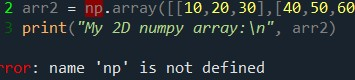 2 arr2 = np.array([[10,20,30],[40,50,60
3 print("My 2D numpy array:\n", arr2)
rror: name 'np' is not defined